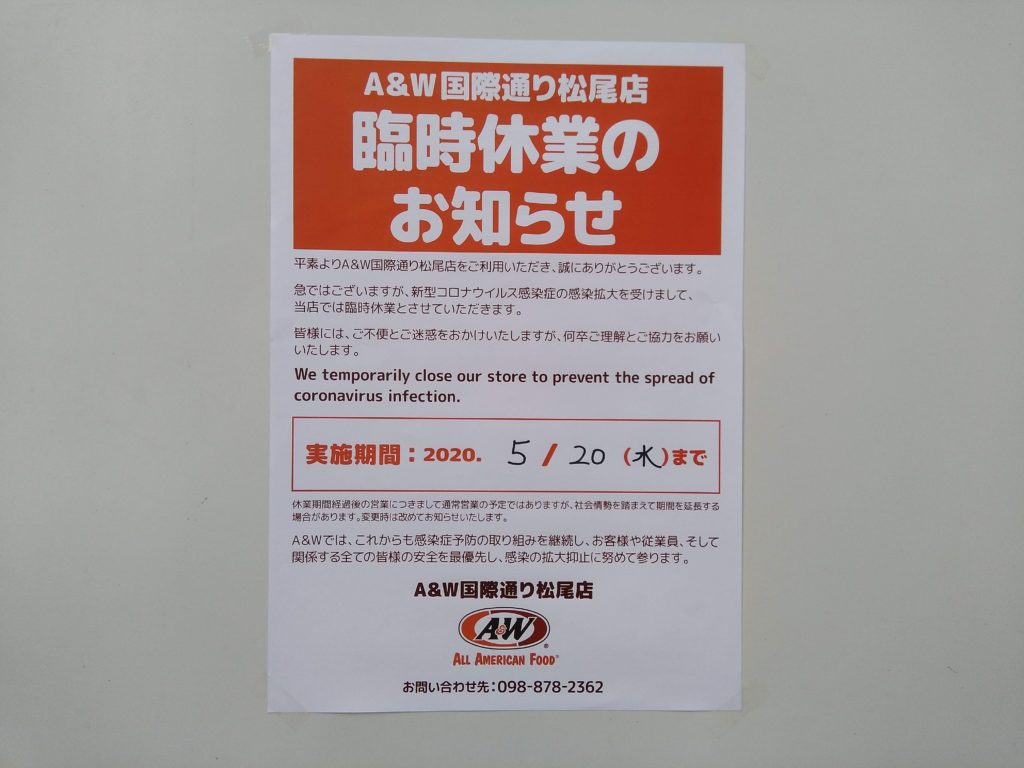 A&W 国際通り松尾店
臨時休業の
お知らせ
平素よりA&W国際通り松尾店をご利用いただき、誠にありがとうございます。
急ではございますが、新型コロナウイルス感染症の感染拡大を受けまして、
当店では臨時休業とさせていただきます。
皆様には、ご不便とご迷惑をおかけいたしますが、何卒ご理解とご協力をお願い
いたします。
We temporarily close our store to prevent the spread of
coronavirus infection.
実施期間：2020. 5 / 20 (水)まで
休業期間経過後の営業につきまして通常営業の予定ではありますが、社会情勢を踏まえて期間を延長する
場合があります。変更時は改めてお知らせいたします。
A&Wでは、これからも感染症予防の取り組みを継続し、お客様や従業員、そして
関係する全ての皆様の安全を最優先し、感染の拡大抑止に努めて参ります。
A&W国際通り松尾店
A&W®
ALL AMERICAN FOOD®
お問い合わせ先：098-878-2362